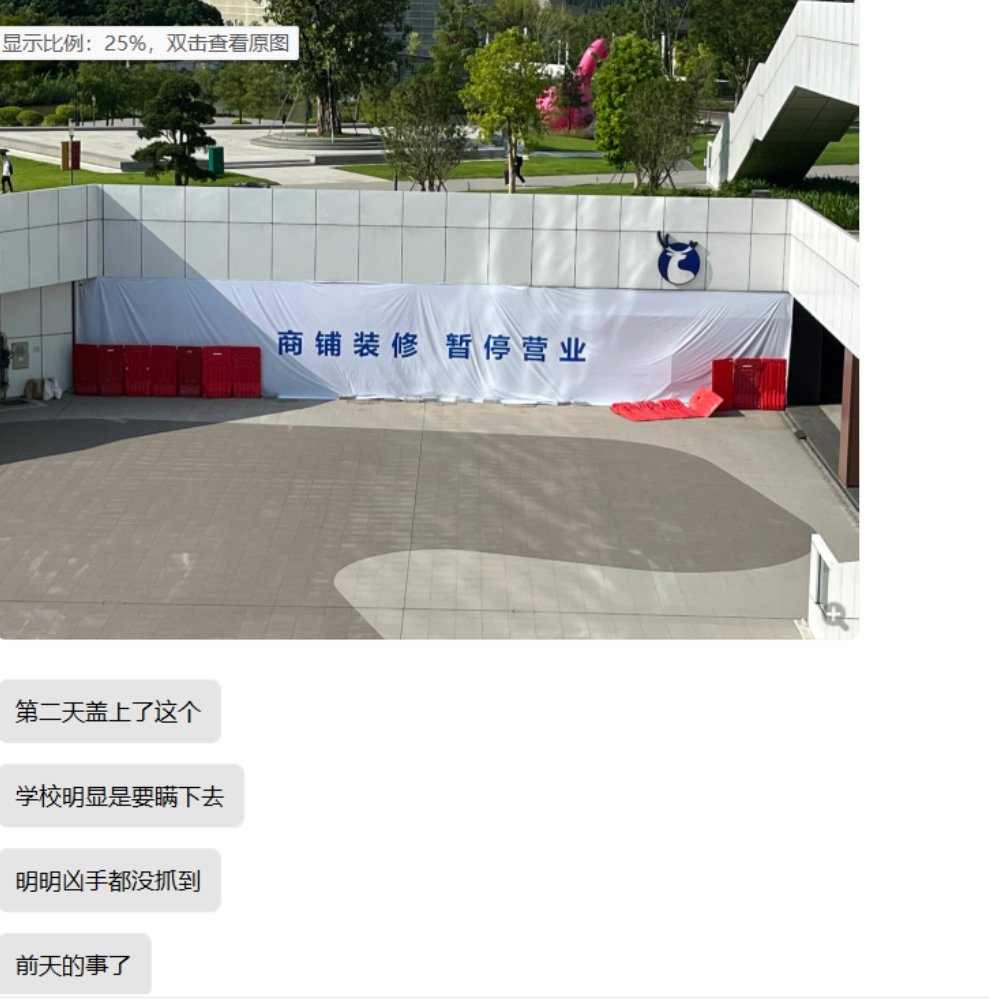 显示比例：25%，双击查看原图
商铺装修 暂停营业
第二天盖上了这个
学校明显是要瞒下去
明明凶手都没抓到
前天的事了